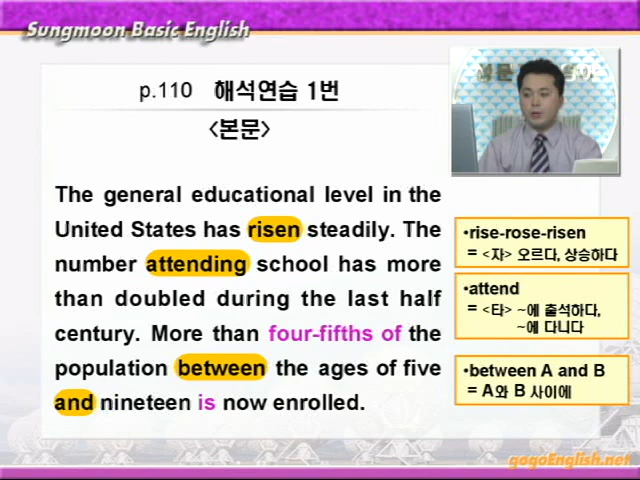 Sungmoon Basic English
p.110 해석연습 1번
<본문>
The general educational level in the
United States has risen steadily. The
number attending school has more
than doubled during the last half
century. More than four-fifths of the
population between the ages of five
and nineteen is now enrolled.
•rise-rose-risen
= <자> 오르다, 상승하다
•attend
= <타> ~에 출석하다,
~에 다니다
•between A and B
= A와 B 사이에
gogoEnglish.net